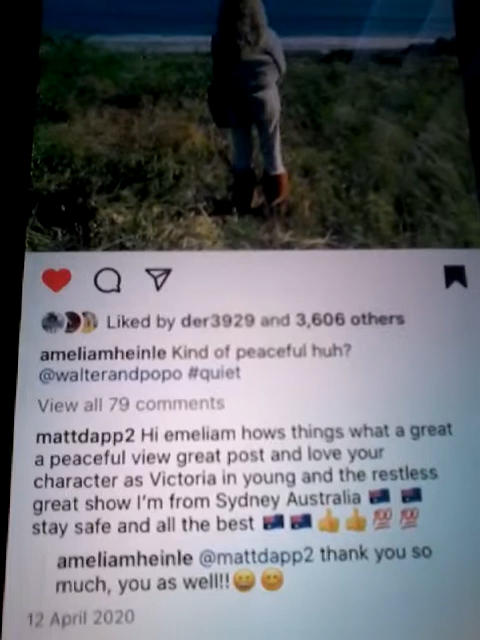 Liked by der3929 and 3,606 others
ameliamheinle Kind of peaceful huh?
@walterandpopo #quiet
View all 79 comments
mattdapp2 Hi emeliam hows things what a great
a peaceful view great post and love your
character as Victoria in young and the restless
great show I'm from Sydney Australia 🇦🇺 🇦🇺
stay safe and all the best 🇦🇺 🇦🇺 👍 👍 💯 💯
ameliamheinle @mattdapp2 thank you so
much, you as well!! 😀 😊
12 April 2020